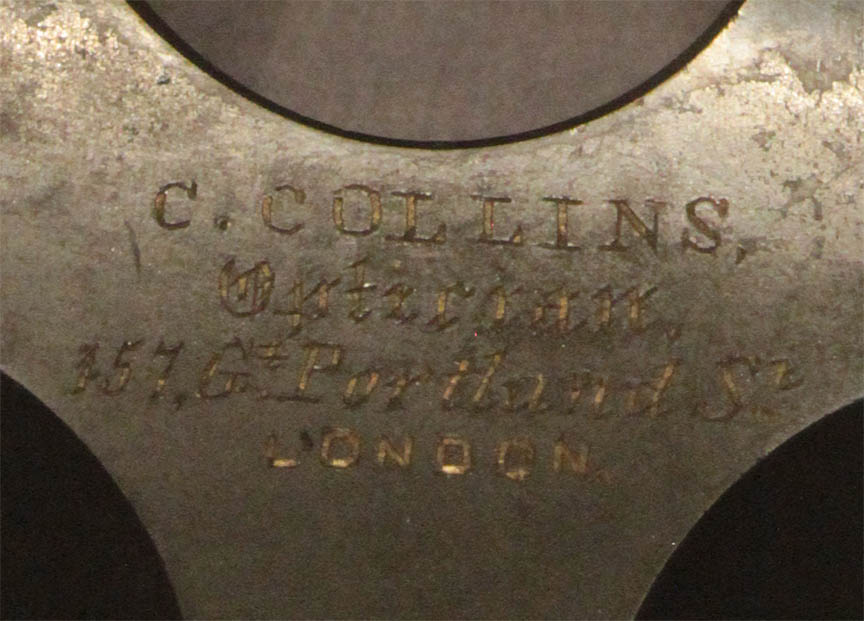 C. COLLINS,
Optician,
157, Gt. Portland St.
LONDON.